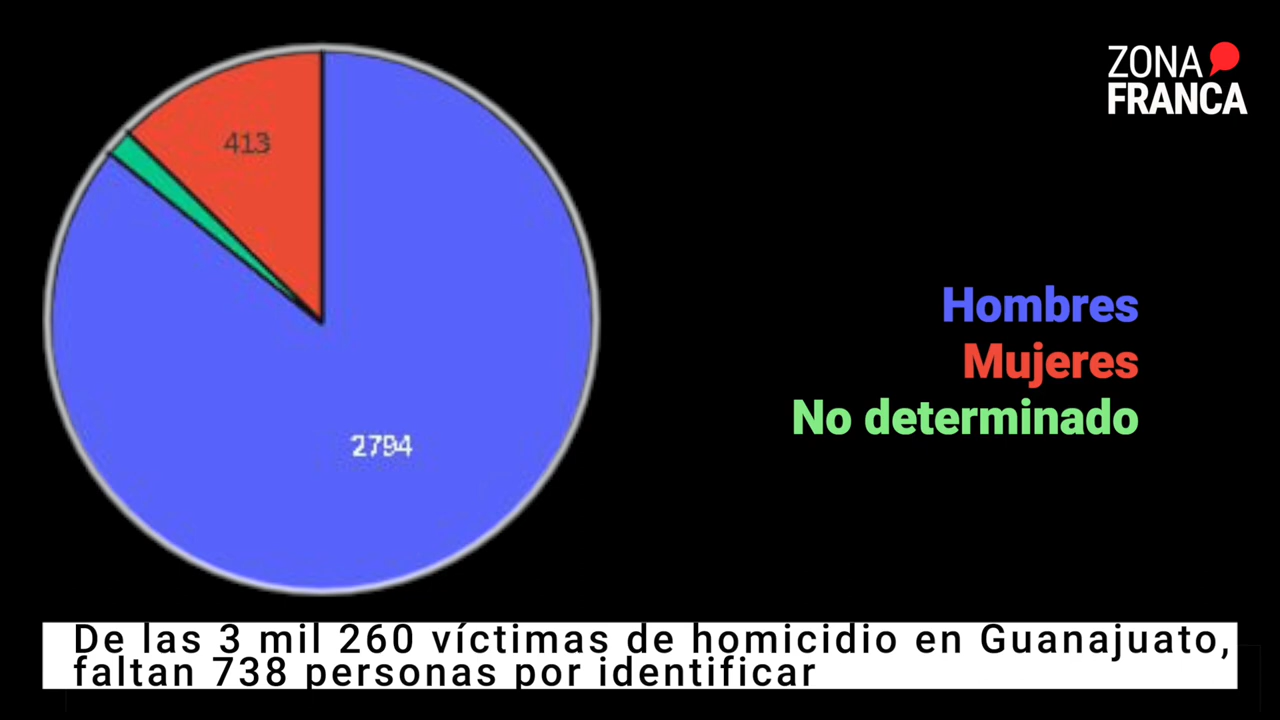 ZONA
FRANCA
413
2794
Hombres
Mujeres
No determinado
De las 3 mil 260 víctimas de homicidio en Guanajuato,
faltan 738 personas por identificar